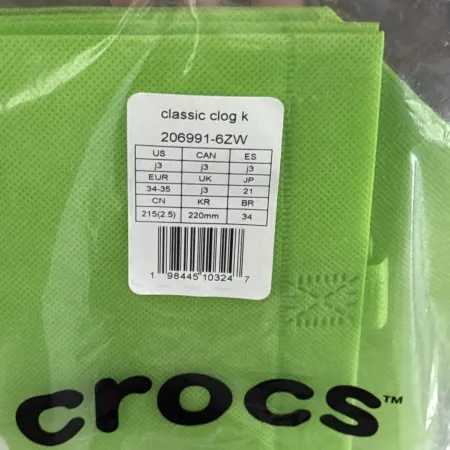 classic clog k
206991-6ZW
US CAN ES
j3 j3 j3
EUR UK JP
34-35 j3 21
CN KR BR
215(2.5) 220mm 34
1 98445 10324 7
crocs™